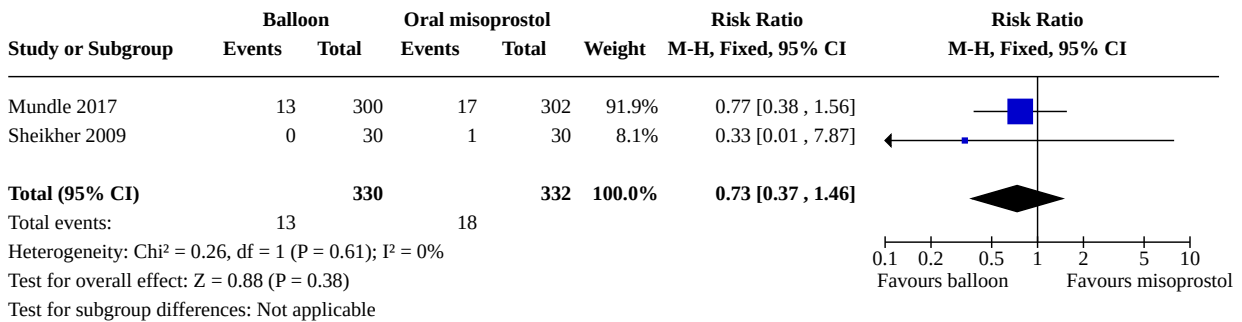 Balloon Oral misoprostol Risk Ratio Risk Ratio
Study or Subgroup Events Total Events Total Weight M-H, Fixed, 95% CI M-H, Fixed, 95% CI
Mundle 2017 13 300 17 302 91.9% 0.77 [0.38 , 1.56]
Sheikher 2009 0 30 1 30 8.1% 0.33 [0.01 , 7.87]
Total (95% CI) 330 332 100.0% 0.73 [0.37 , 1.46]
Total events: 13 18
Heterogeneity: Chi² = 0.26, df = 1 (P = 0.61); I² = 0%
Test for overall effect: Z = 0.88 (P = 0.38)
Test for subgroup differences: Not applicable
0.1 0.2 0.5 1 2 5 10
Favours balloon Favours misoprostol